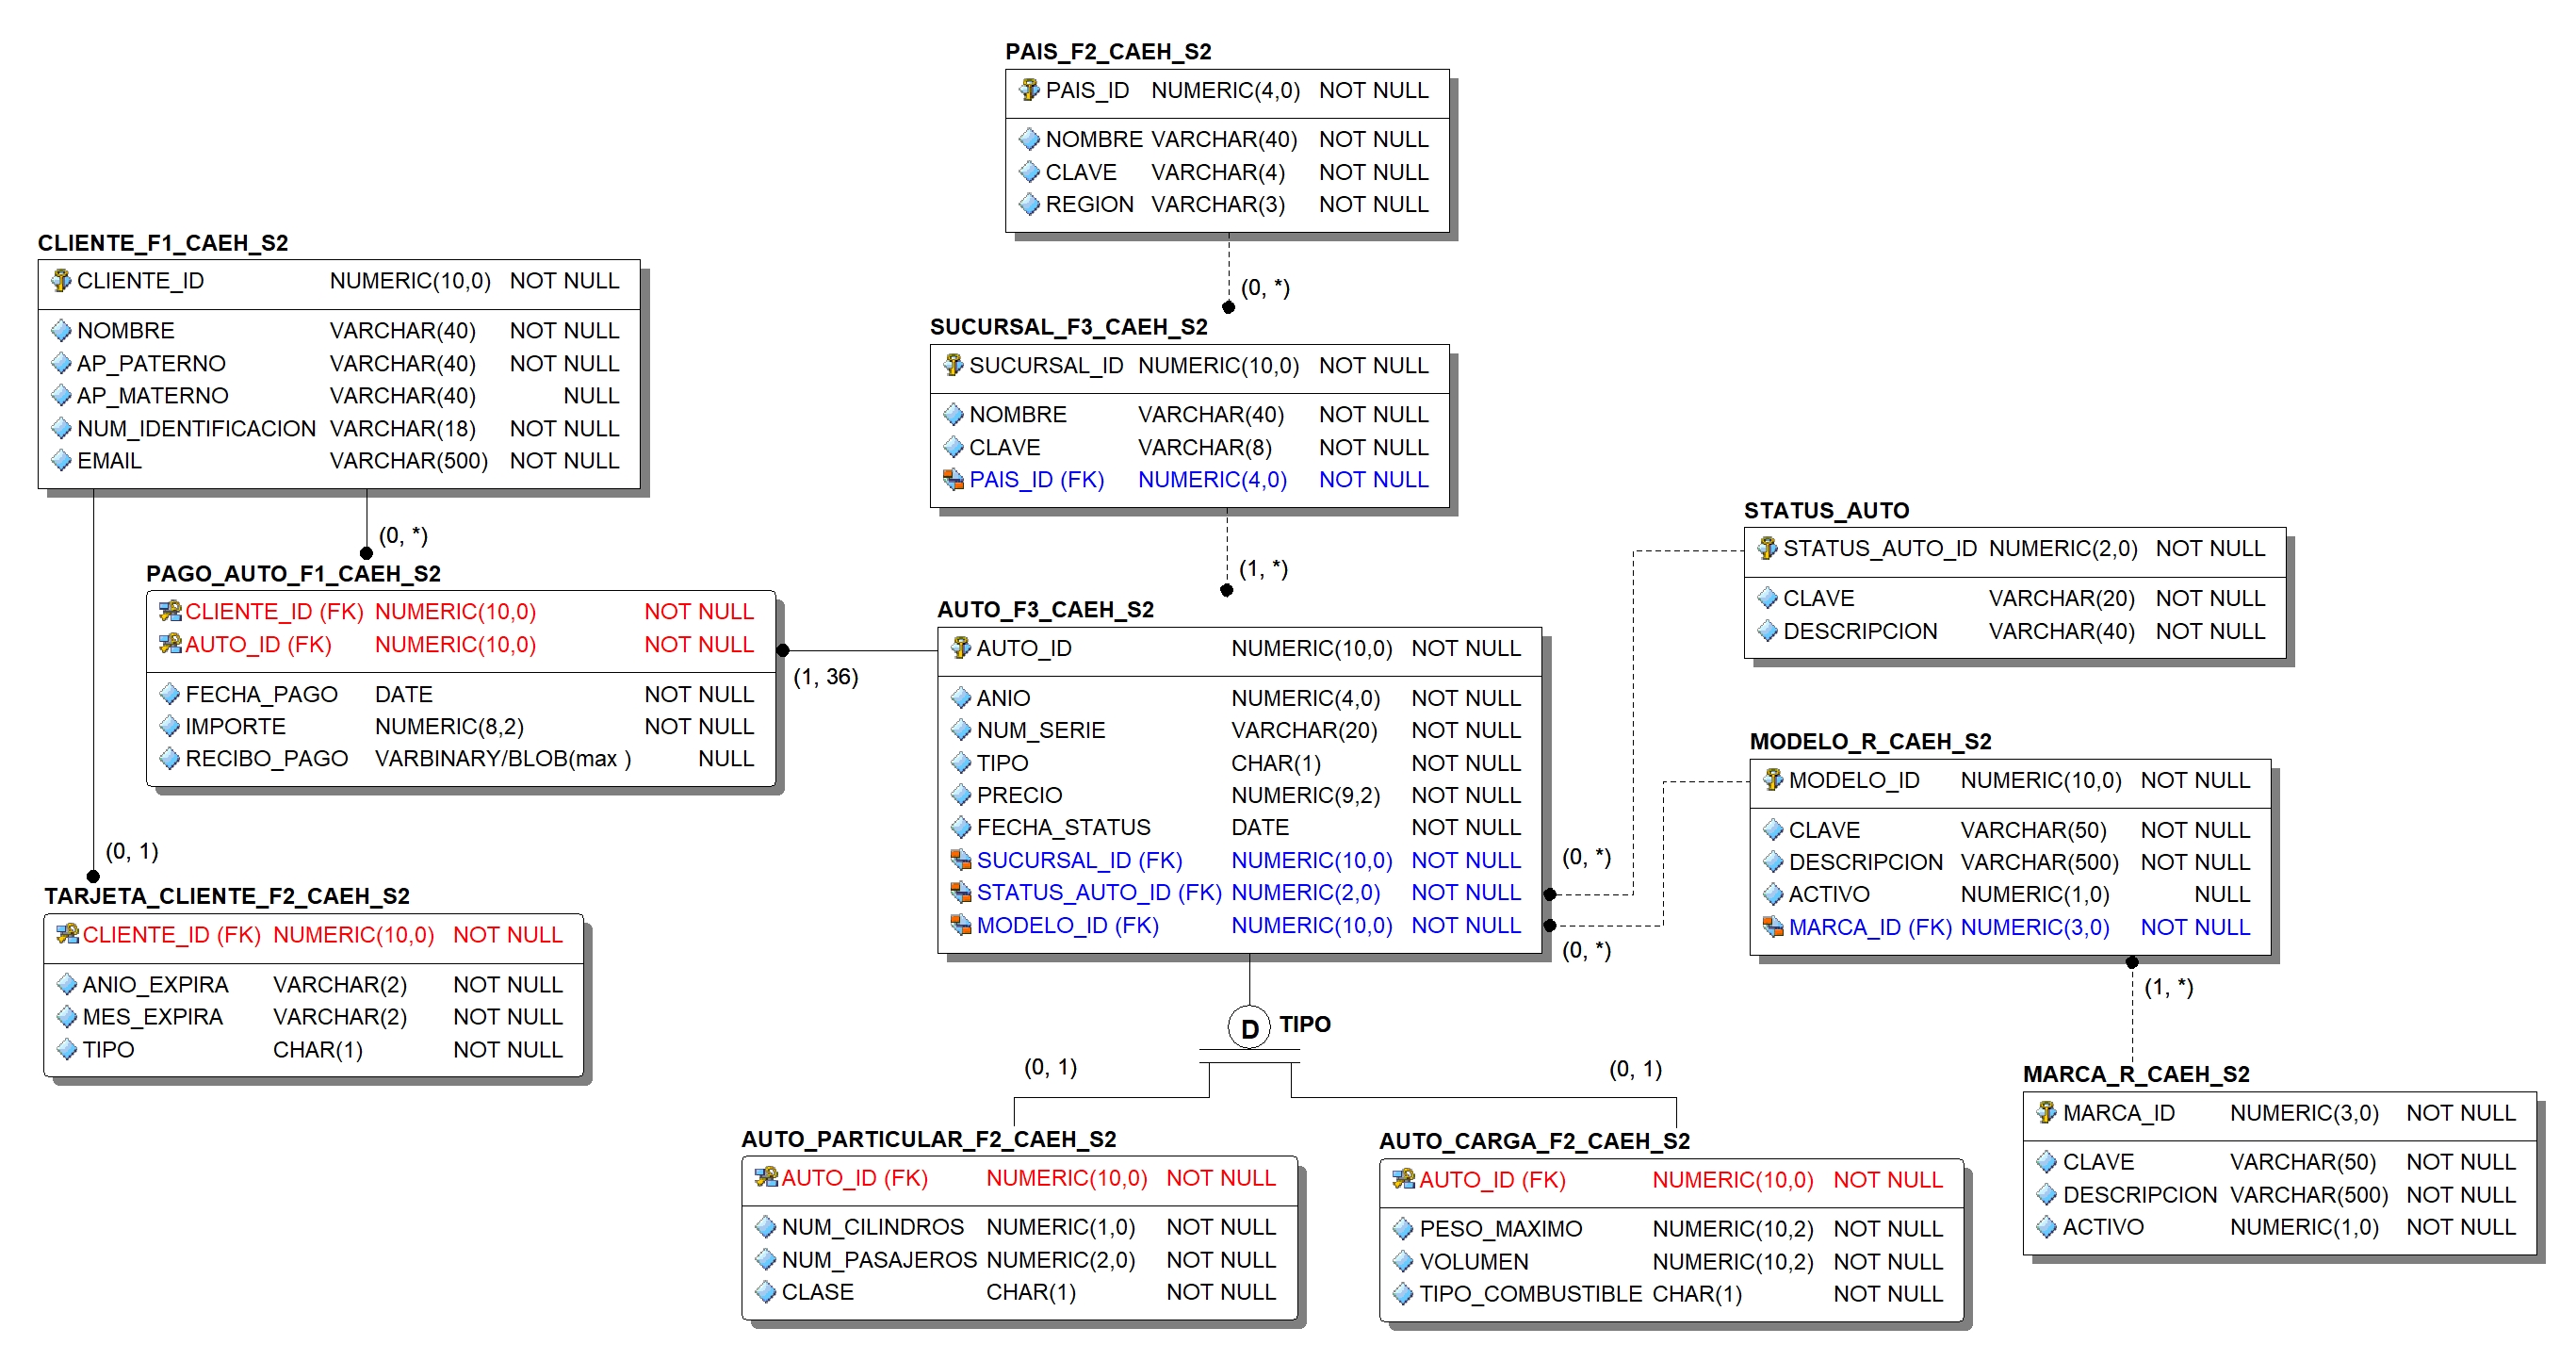 PAIS_F2_CAEH_S2
PAIS_ID NUMERIC(4,0) NOT NULL
NOMBRE VARCHAR(40) NOT NULL
CLAVE VARCHAR(4) NOT NULL
REGION VARCHAR(3) NOT NULL
(0, *)
CLIENTE_F1_CAEH_S2
CLIENTE_ID NUMERIC(10,0) NOT NULL
NOMBRE VARCHAR(40) NOT NULL
AP_PATERNO VARCHAR(40) NOT NULL
AP_MATERNO VARCHAR(40) NULL
NUM_IDENTIFICACION VARCHAR(18) NOT NULL
EMAIL VARCHAR(500) NOT NULL
(0, *)
SUCURSAL_F3_CAEH_S2
SUCURSAL_ID NUMERIC(10,0) NOT NULL
NOMBRE VARCHAR(40) NOT NULL
CLAVE VARCHAR(8) NOT NULL
PAIS_ID (FK) NUMERIC(4,0) NOT NULL
(1, *)
PAGO_AUTO_F1_CAEH_S2
CLIENTE_ID (FK) NUMERIC(10,0) NOT NULL
AUTO_ID (FK) NUMERIC(10,0) NOT NULL
FECHA_PAGO DATE NOT NULL
IMPORTE NUMERIC(8,2) NOT NULL
RECIBO_PAGO VARBINARY/BLOB(max ) NULL
(1, 36)
(0, 1)
AUTO_F3_CAEH_S2
AUTO_ID NUMERIC(10,0) NOT NULL
ANIO NUMERIC(4,0) NOT NULL
NUM_SERIE VARCHAR(20) NOT NULL
TIPO CHAR(1) NOT NULL
PRECIO NUMERIC(9,2) NOT NULL
FECHA_STATUS DATE NOT NULL
SUCURSAL_ID (FK) NUMERIC(10,0) NOT NULL
STATUS_AUTO_ID (FK) NUMERIC(2,0) NOT NULL
MODELO_ID (FK) NUMERIC(10,0) NOT NULL
(0, *)
(0, *)
STATUS_AUTO
STATUS_AUTO_ID NUMERIC(2,0) NOT NULL
CLAVE VARCHAR(20) NOT NULL
DESCRIPCION VARCHAR(40) NOT NULL
MODELO_R_CAEH_S2
MODELO_ID NUMERIC(10,0) NOT NULL
CLAVE VARCHAR(50) NOT NULL
DESCRIPCION VARCHAR(500) NOT NULL
ACTIVO NUMERIC(1,0) NULL
MARCA_ID (FK) NUMERIC(3,0) NOT NULL
(1, *)
TARJETA_CLIENTE_F2_CAEH_S2
CLIENTE_ID (FK) NUMERIC(10,0) NOT NULL
ANIO_EXPIRA VARCHAR(2) NOT NULL
MES_EXPIRA VARCHAR(2) NOT NULL
TIPO CHAR(1) NOT NULL
D TIPO
(0, 1)
(0, 1)
AUTO_PARTICULAR_F2_CAEH_S2
AUTO_ID (FK) NUMERIC(10,0) NOT NULL
NUM_CILINDROS NUMERIC(1,0) NOT NULL
NUM_PASAJEROS NUMERIC(2,0) NOT NULL
CLASE CHAR(1) NOT NULL
AUTO_CARGA_F2_CAEH_S2
AUTO_ID (FK) NUMERIC(10,0) NOT NULL
PESO_MAXIMO NUMERIC(10,2) NOT NULL
VOLUMEN NUMERIC(10,2) NOT NULL
TIPO_COMBUSTIBLE CHAR(1) NOT NULL
MARCA_R_CAEH_S2
MARCA_ID NUMERIC(3,0) NOT NULL
CLAVE VARCHAR(50) NOT NULL
DESCRIPCION VARCHAR(500) NOT NULL
ACTIVO NUMERIC(1,0) NOT NULL